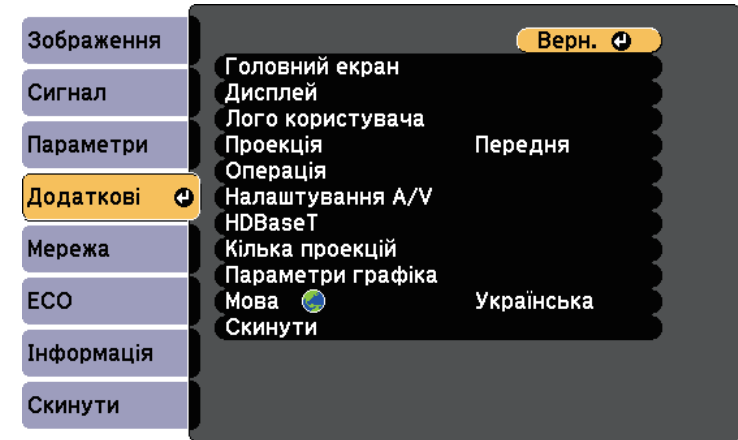 Зображення
Сигнал
Параметри
Додаткові
Мережа
ECO
Інформація
Скинути
Верн.
Головний екран
Дисплей
Лого користувача
Проекція Передня
Операція
Налаштування A/V
HDBaseT
Кілька проекцій
Параметри графіка
Мова Українська
Скинути